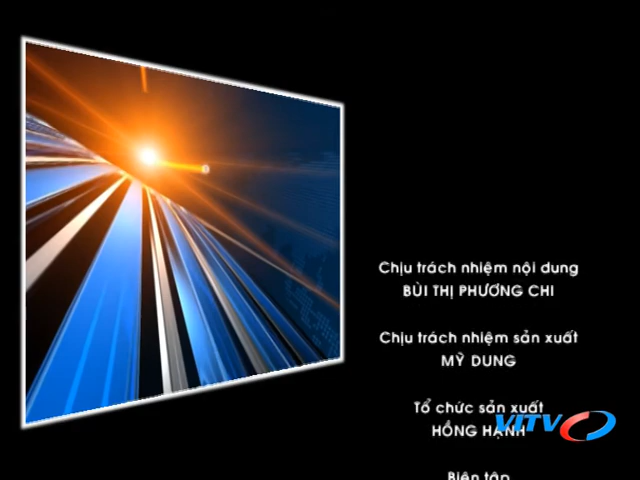 Chịu trách nhiệm nội dung
BÙI THỊ PHƯƠNG CHI
Chịu trách nhiệm sản xuất
MỸ DUNG
Tổ chức sản xuất
HỒNG HẠNH
VITV
Biên tập